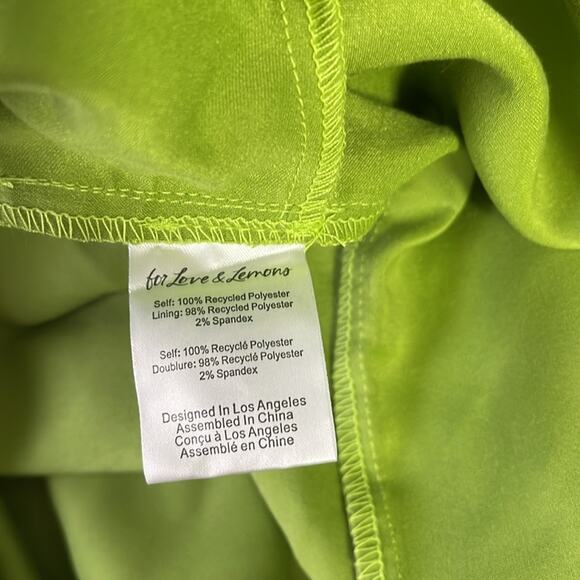 for Love & Lemons
Self: 100% Recycled Polyester
Lining: 98% Recycled Polyester
2% Spandex
Self: 100% Recyclé Polyester
Doublure: 98% Recyclé Polyester
2% Spandex
Designed In Los Angeles
Assembled In China
Conçu à Los Angeles
Assemblé en Chine